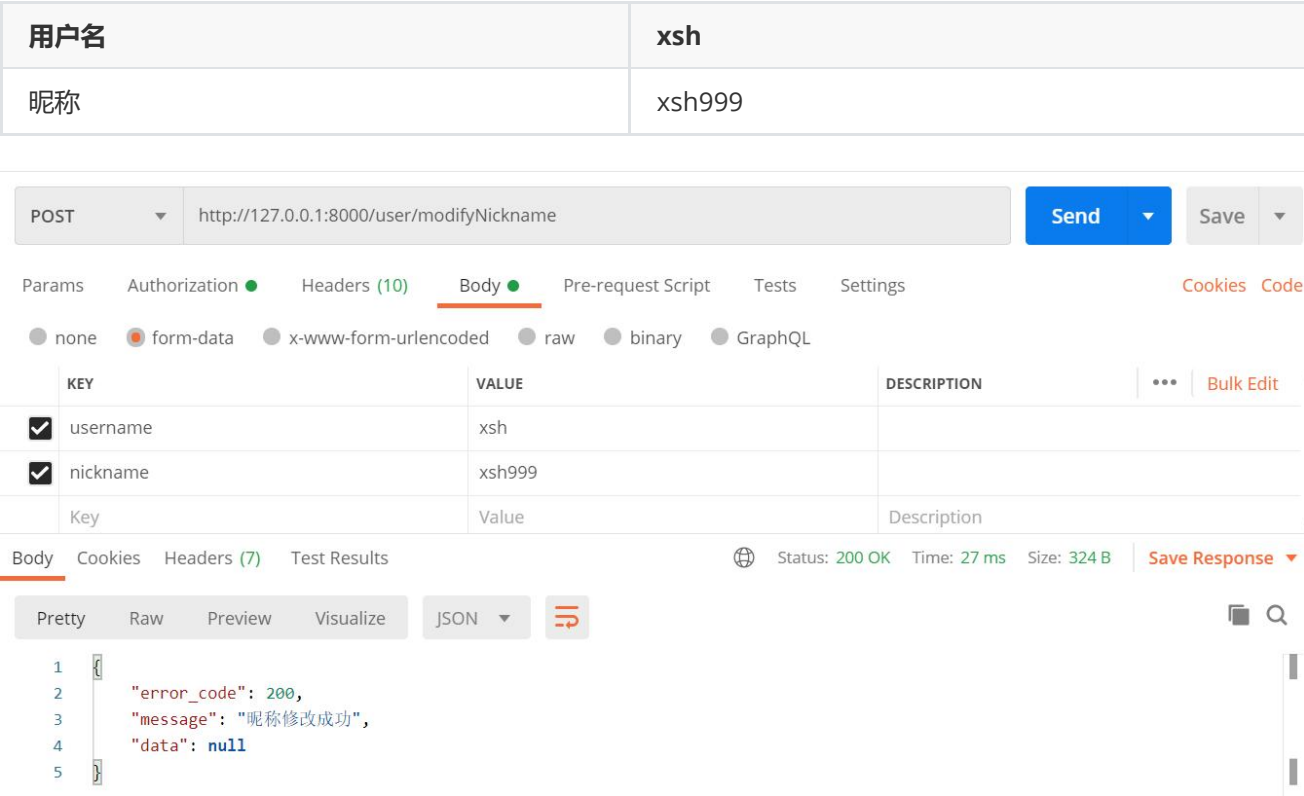 用户名 xsh
昵称 xsh999
POST http://127.0.0.1:8000/user/modifyNickname Send Save
Params Authorization Headers (10) Body Pre-request Script Tests Settings Cookies Code
none form-data x-www-form-urlencoded raw binary GraphQL
KEY VALUE DESCRIPTION ••• Bulk Edit
username xsh
nickname xsh999
Key Value Description
Body Cookies Headers (7) Test Results Status: 200 OK Time: 27 ms Size: 324 B Save Response
Pretty Raw Preview Visualize JSON
1 {
2 "error_code": 200,
3 "message": "昵称修改成功",
4 "data": null
5 }